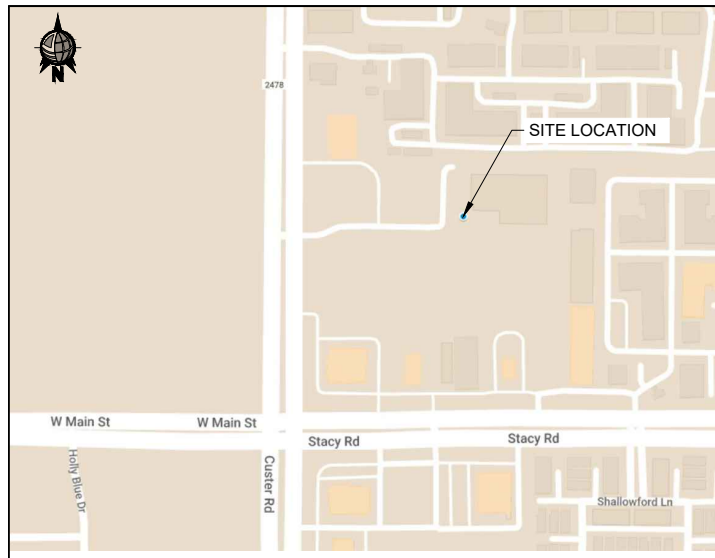 N
2478
SITE LOCATION
W Main St
W Main St
Stacy Rd
Stacy Rd
Holly Blue Dr
Custer Rd
Shallowford Ln